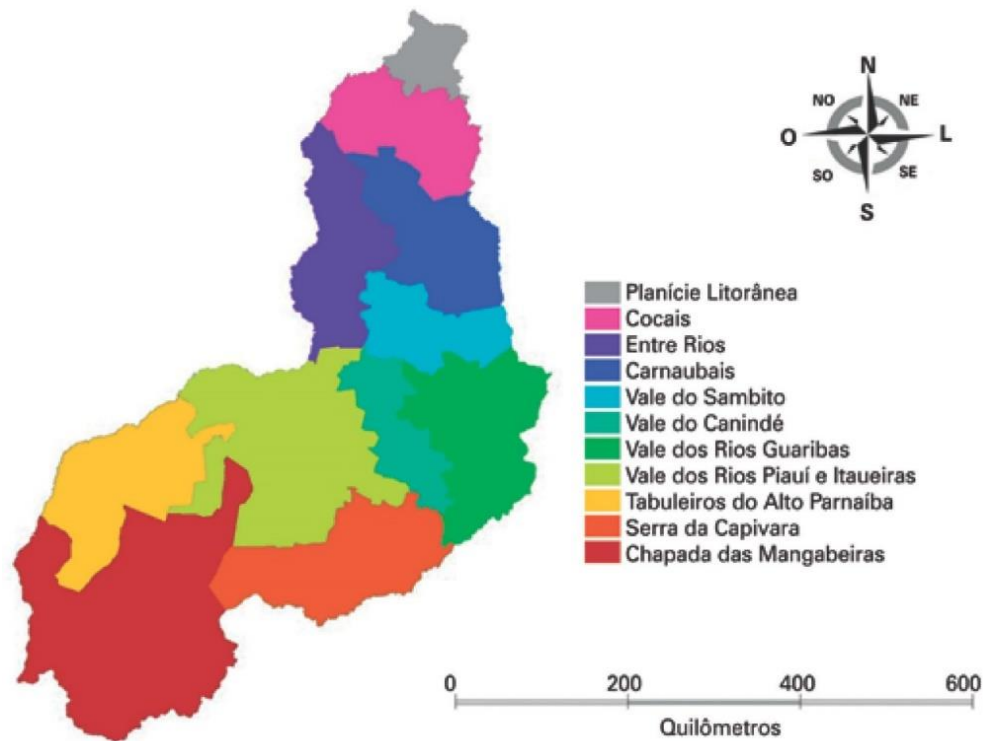 N
NO
NE
O
L
SO
SE
S
Planície Litorânea
Cocais
Entre Rios
Carnaubais
Vale do Sambito
Vale do Canindé
Vale dos Rios Guaribas
Vale dos Rios Piauí e Itaueiras
Tabuleiros do Alto Parnaíba
Serra da Capivara
Chapada das Mangabeiras
0 200 400 600
Quilômetros